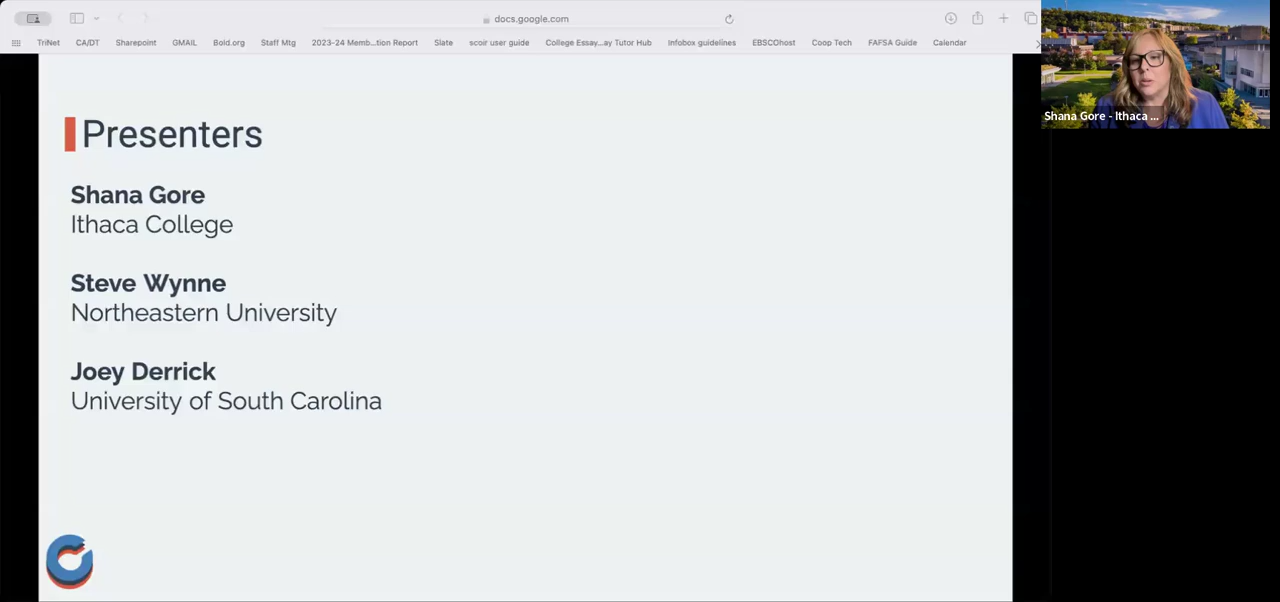 docs.google.com
TriNet CA/DT Sharepoint GMAIL Bold.org Staff Mtg 2023-24 Memb...tion Report Slate scoir user guide College Essay...ay Tutor Hub Infobox guidelines EBSCOhost Coop Tech FAFSA Guide Calendar
Shana Gore - Ithaca ...
Presenters
Shana Gore
Ithaca College
Steve Wynne
Northeastern University
Joey Derrick
University of South Carolina